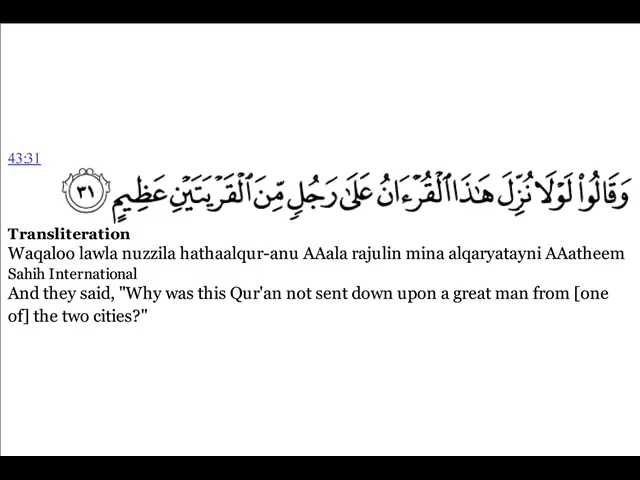 43:31
وَقَالُوا۟ لَوْلَا نُزِّلَ هَـٰذَا ٱلْقُرْءَانُ عَلَىٰ رَجُلٍ مِّنَ ٱلْقَرْيَتَيْنِ عَظِيمٍ ٣١
Transliteration
Waqaloo lawla nuzzila hathaalqur-anu AAala rajulin mina alqaryatayni AAatheem
Sahih International
And they said, "Why was this Qur'an not sent down upon a great man from [one
of] the two cities?"